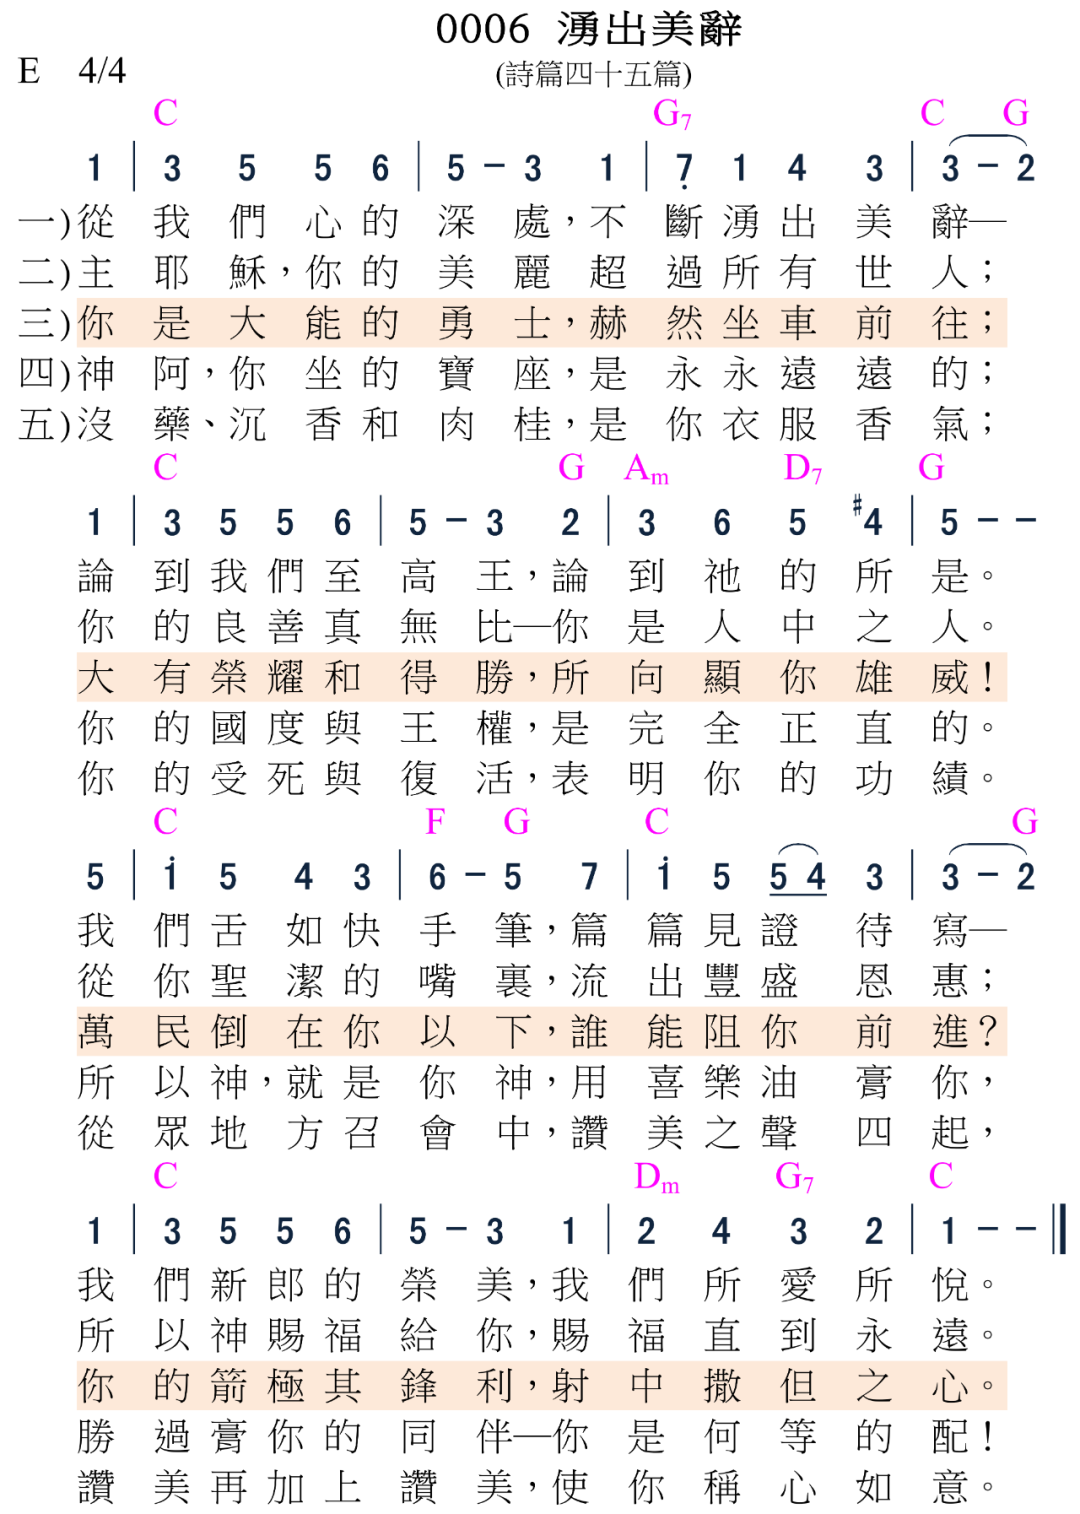 0006 湧出美辭
(詩篇四十五篇)
E 4/4
C G7 C G
1 | 3 5 5 6 | 5 - 3 1 | 7̣ 1 4 3 | 3 - 2
一)從我們心的深處，不斷湧出美辭—
二)主耶穌，你的美麗超過所有世人；
三)你是大能的勇士，赫然坐車前往；
四)神阿，你坐的寶座，是永永遠遠的；
五)沒藥、沉香和肉桂，是你衣服香氣；
C G Am D7 G
1 | 3 5 5 6 | 5 - 3 2 | 3 6 5 #4 | 5 - -
論到我們至高王，論到祂的所是。
你的良善真無比—你是人中之人。
大有榮耀和得勝，所向顯你雄威！
你的國度與王權，是完全正直的。
你的受死與復活，表明你的功績。
C F G C G
5 | i 5 4 3 | 6 - 5 7 | i 5 5 4 3 | 3 - 2
我們舌如快手筆，篇篇見證待寫—
從你聖潔的嘴裏，流出豐盛恩惠；
萬民倒在你以下，誰能阻你前進？
所以神，就是你神，用喜樂油膏你，
從眾地方召會中，讚美之聲四起，
C Dm G7 C
1 | 3 5 5 6 | 5 - 3 1 | 2 4 3 2 | 1 - - ‖
我們新郎的榮美，我們所愛所悅。
所以神賜福給你，賜福直到永遠。
你的箭極其鋒利，射中撒但之心。
勝過膏你的同伴—你是何等的配！
讚美再加上讚美，使你稱心如意。